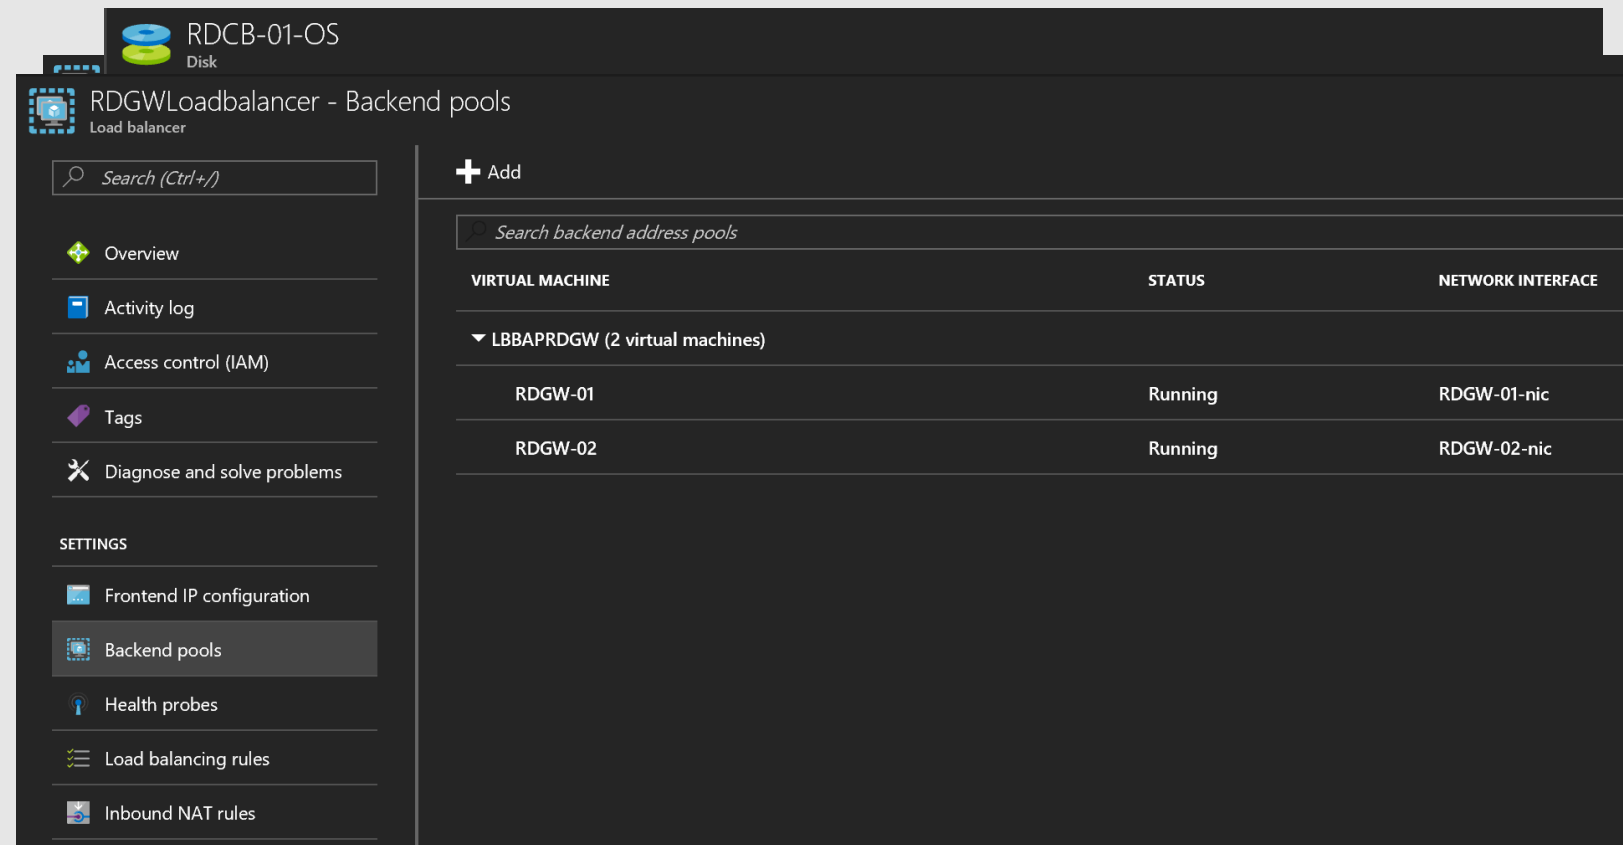 RDCB-01-OS
Disk
RDGWLoadbalancer - Backend pools
Load balancer
Search (Ctrl+/)
Overview
Activity log
Access control (IAM)
Tags
Diagnose and solve problems
SETTINGS
Frontend IP configuration
Backend pools
Health probes
Load balancing rules
Inbound NAT rules
Add
Search backend address pools
VIRTUAL MACHINE STATUS NETWORK INTERFACE
LBBAPRDGW (2 virtual machines)
RDGW-01 Running RDGW-01-nic
RDGW-02 Running RDGW-02-nic